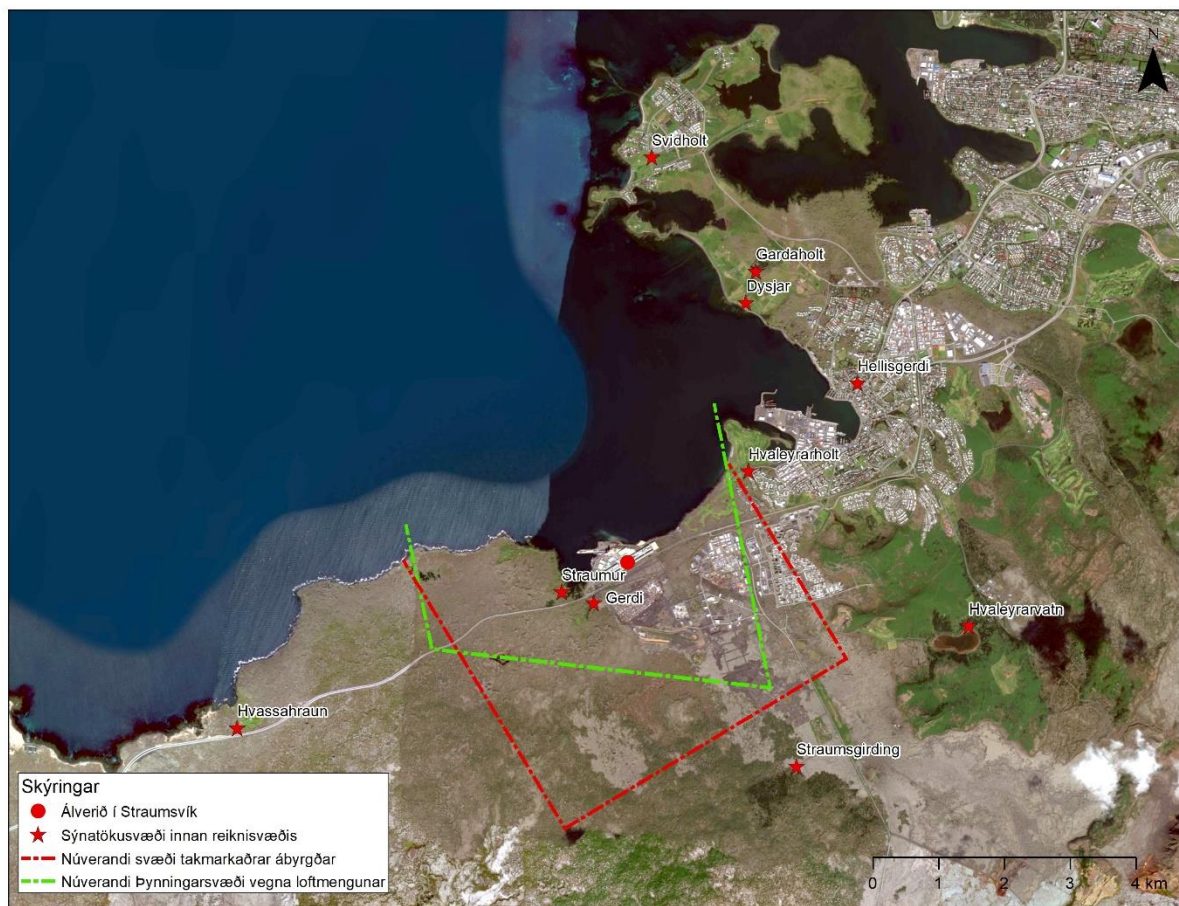 N
Svidholt
Gardaholt
Dysjar
Hellisgerdi
Hvaleyrarholt
Straumur
Gerdi
Hvaleyrarvatn
Hvassahraun
Straumsgirding
Skýringar
Álverið í Straumsvík
Sýnatökusvæði innan reiknisvæðis
Núverandi svæði takmarkaðrar ábyrgðar
Núverandi Þynningarsvæði vegna loftmengunar
0 1 2 3 4 km